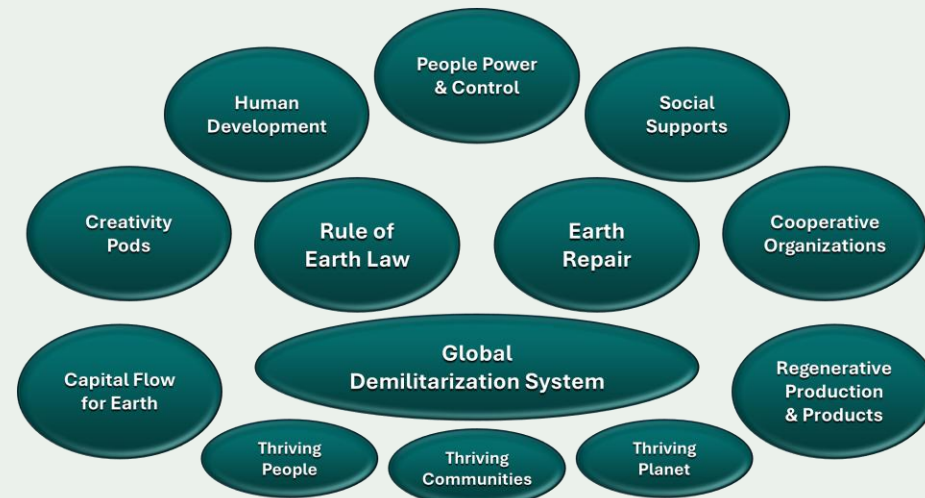 People Power
& Control
Human
Development
Social
Supports
Creativity
Pods
Rule of
Earth Law
Earth
Repair
Cooperative
Organizations
Global
Demilitarization System
Capital Flow
for Earth
Regenerative
Production
& Products
Thriving
People
Thriving
Communities
Thriving
Planet